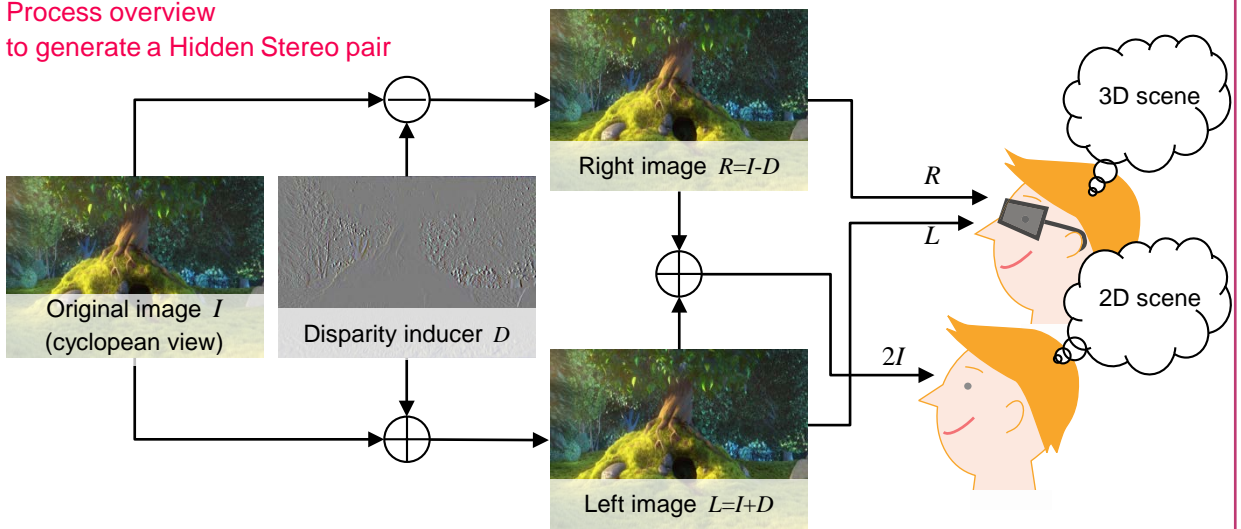 Process overview
to generate a Hidden Stereo pair
3D scene
Right image R=I-D
R
L
Original image I
(cyclopean view)
Disparity inducer D
2D scene
2I
Left image L=I+D